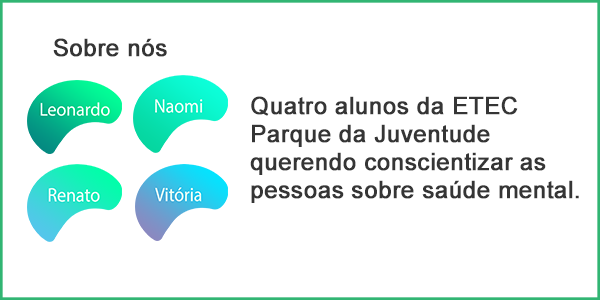 Sobre nós
Leonardo
Naomi
Renato
Vitória
Quatro alunos da ETEC
Parque da Juventude
querendo conscientizar as
pessoas sobre saúde mental.